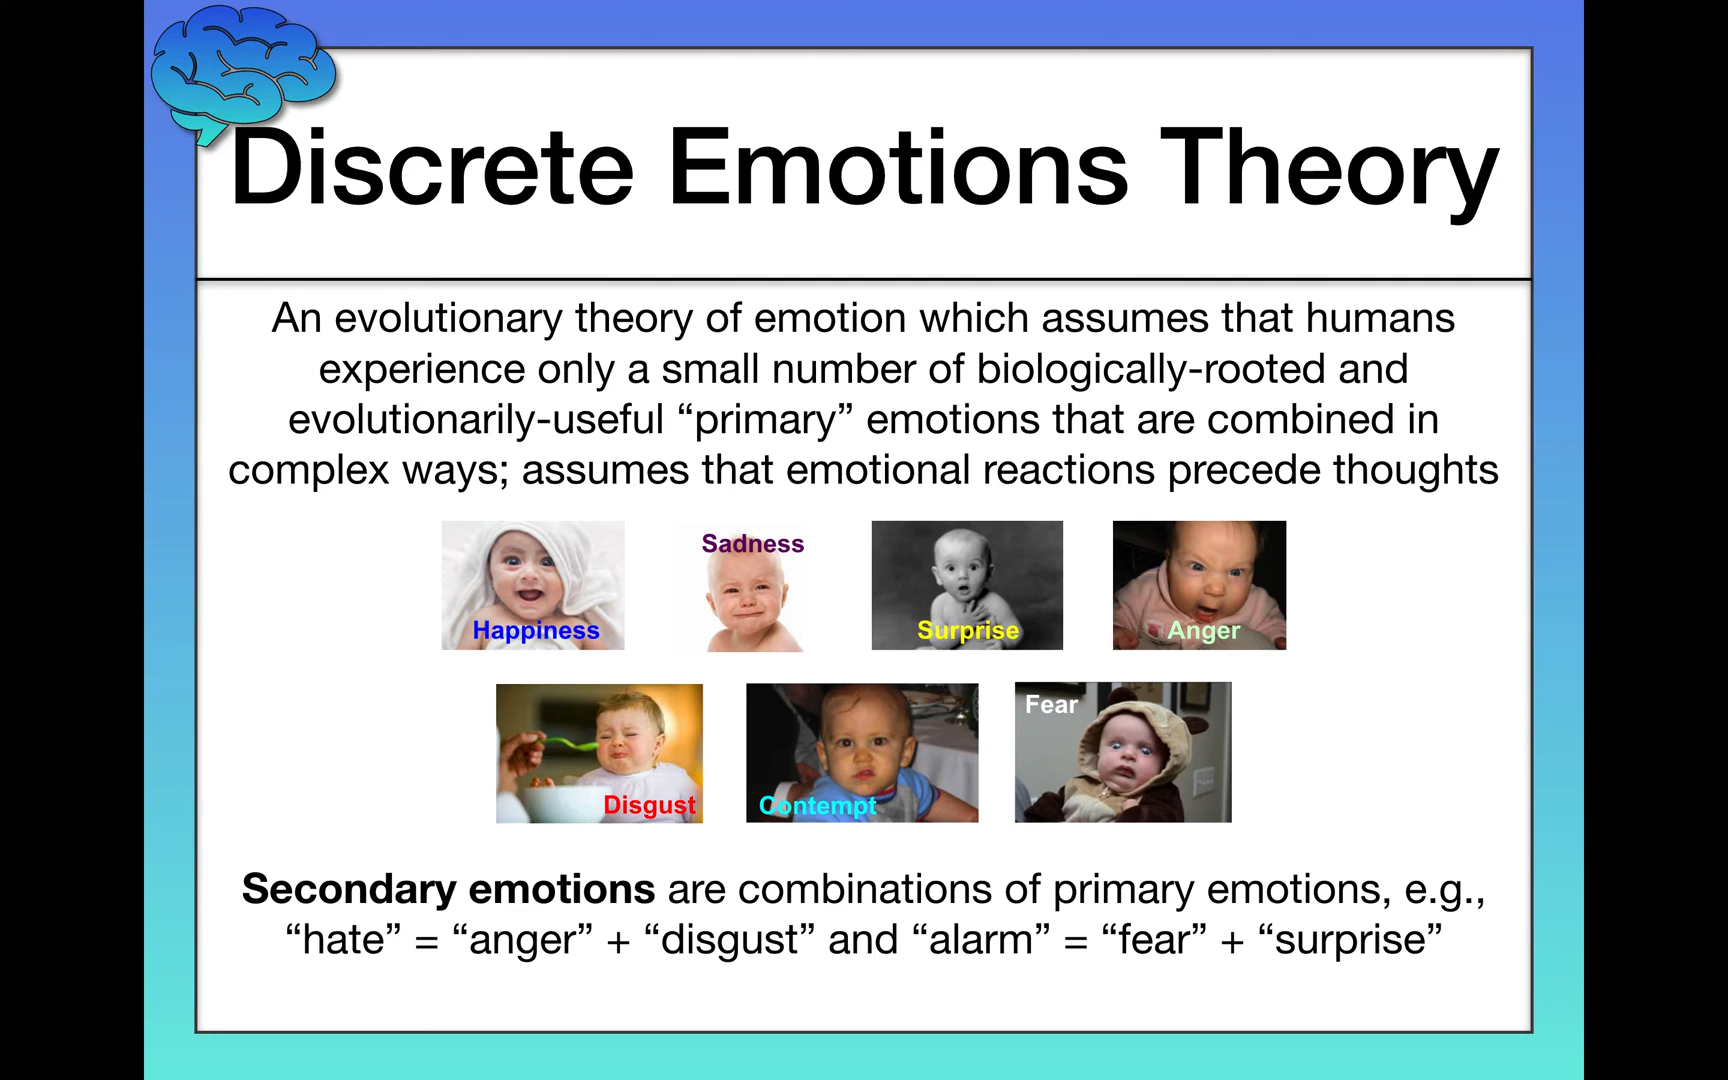 Discrete Emotions Theory
An evolutionary theory of emotion which assumes that humans
experience only a small number of biologically-rooted and
evolutionarily-useful “primary” emotions that are combined in
complex ways; assumes that emotional reactions precede thoughts
Happiness
Sadness
Surprise
Anger
Disgust
Contempt
Fear
Secondary emotions are combinations of primary emotions, e.g.,
“hate” = “anger” + “disgust” and “alarm” = “fear” + “surprise”